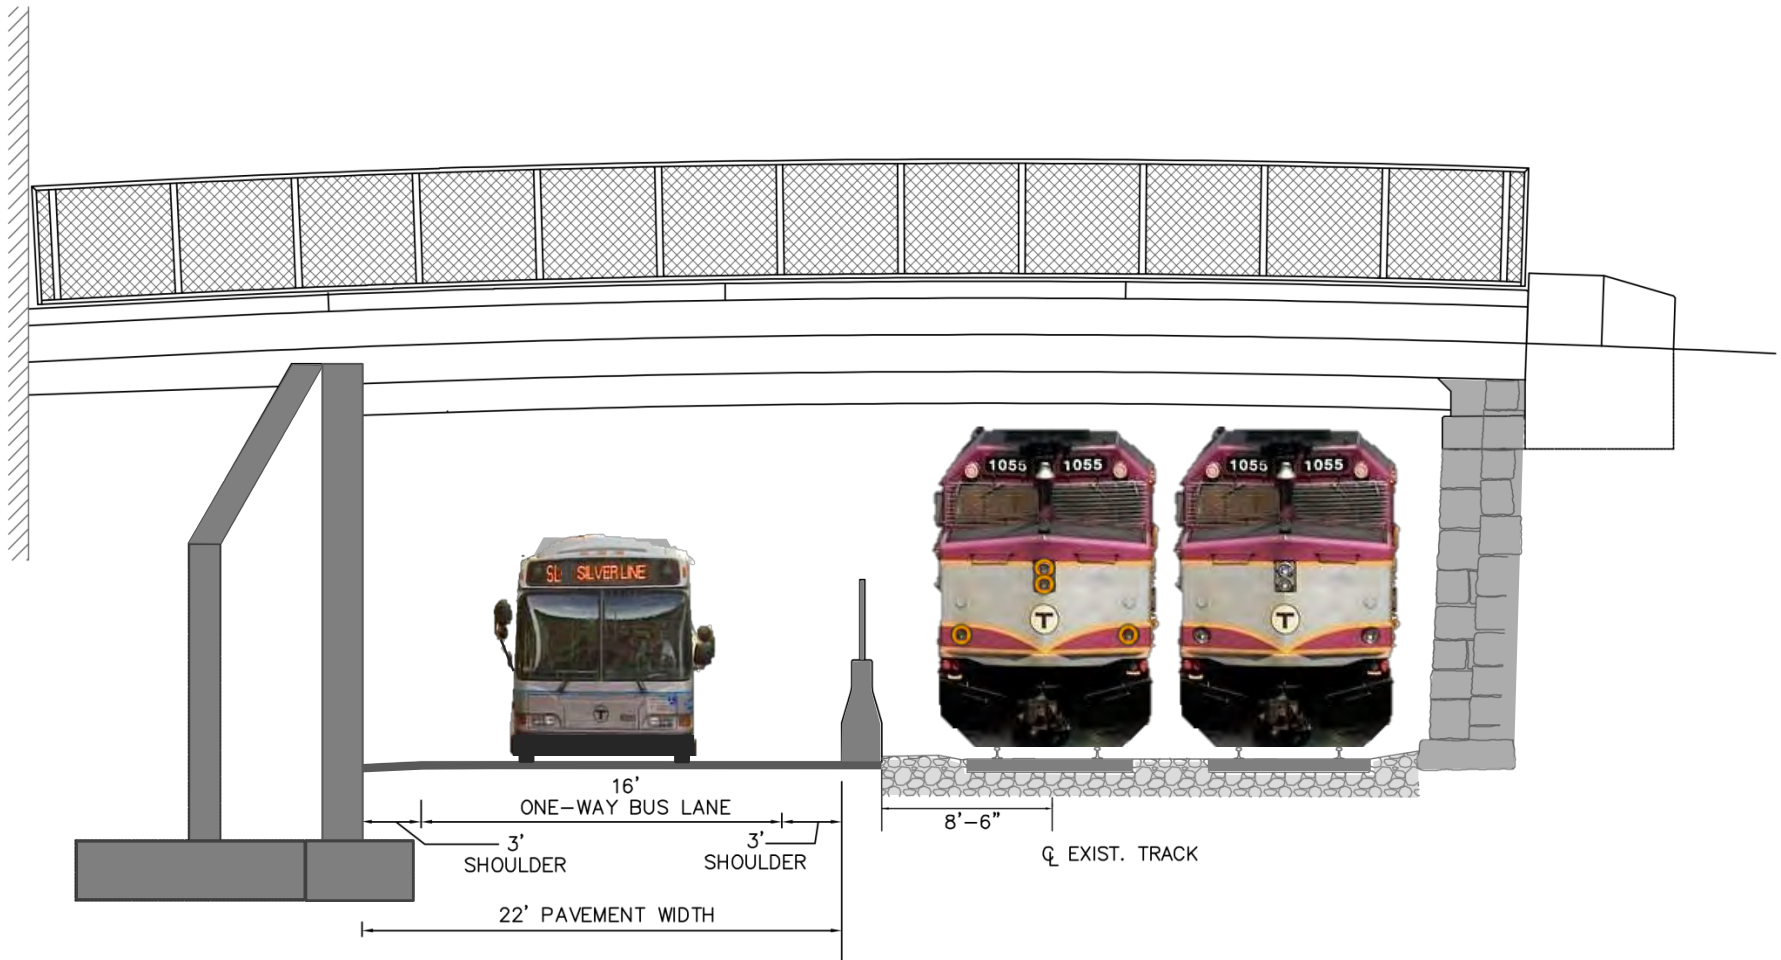 1055 1055
1055 1055
SL SILVER LINE
T
T
T
16'
ONE-WAY BUS LANE
3'
SHOULDER
3'
SHOULDER
8'-6"
℄ EXIST. TRACK
22' PAVEMENT WIDTH